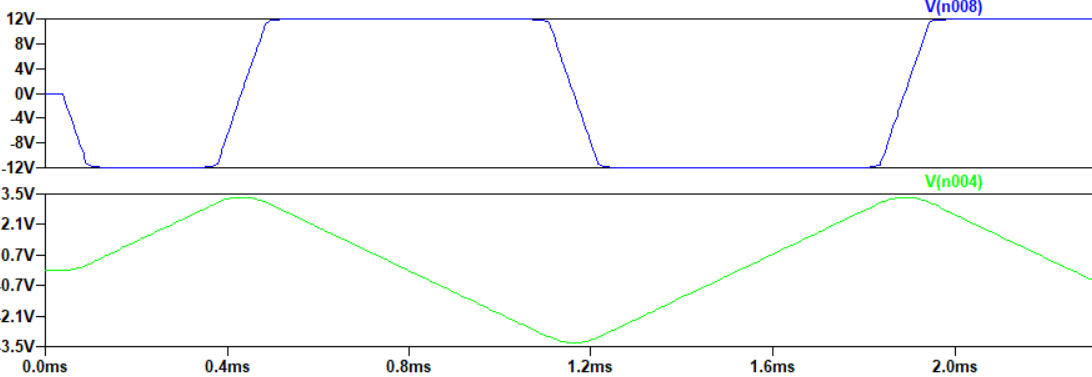 V(n008)
12V
8V
4V
0V
-4V
-8V
-12V
V(n004)
3.5V
2.1V
0.7V
-0.7V
-2.1V
-3.5V
0.0ms 0.4ms 0.8ms 1.2ms 1.6ms 2.0ms